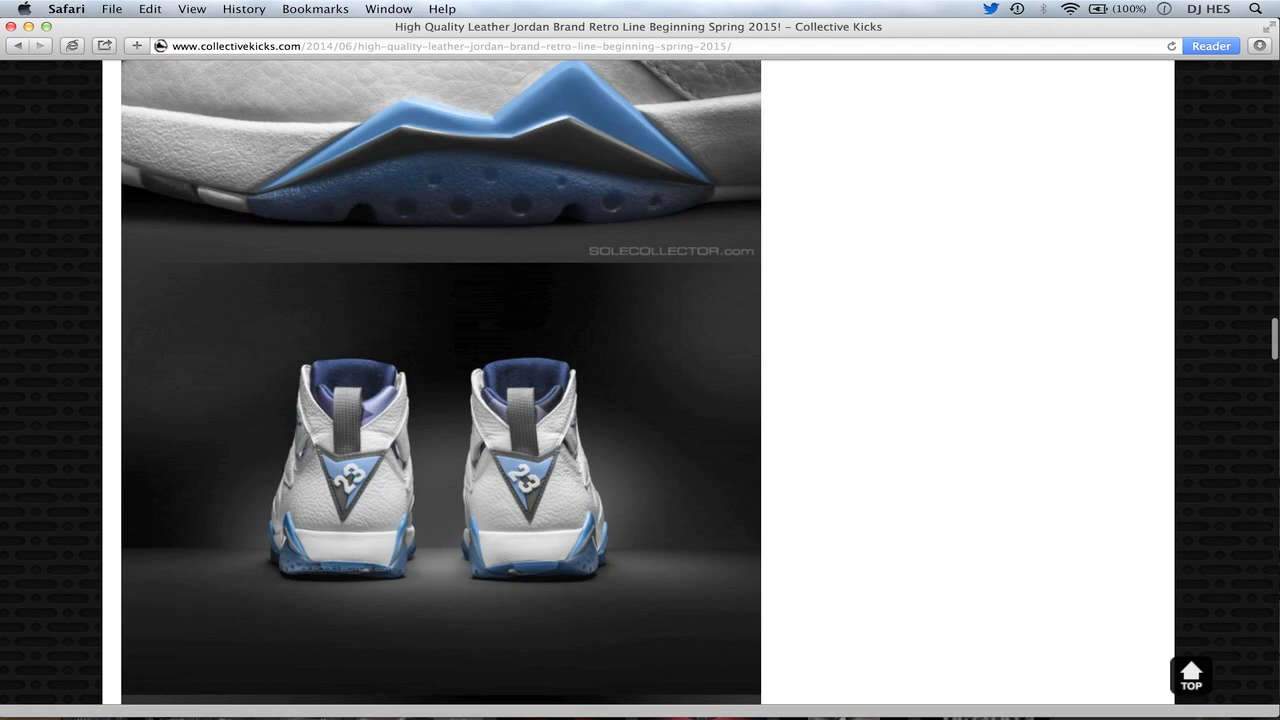 Safari File Edit View History Bookmarks Window Help (100%) DJ HES
High Quality Leather Jordan Brand Retro Line Beginning Spring 2015! – Collective Kicks
www.collectivekicks.com/2014/06/high-quality-leather-jordan-brand-retro-line-beginning-spring-2015/ Reader
SOLECOLLECTOR.com
23 23
TOP